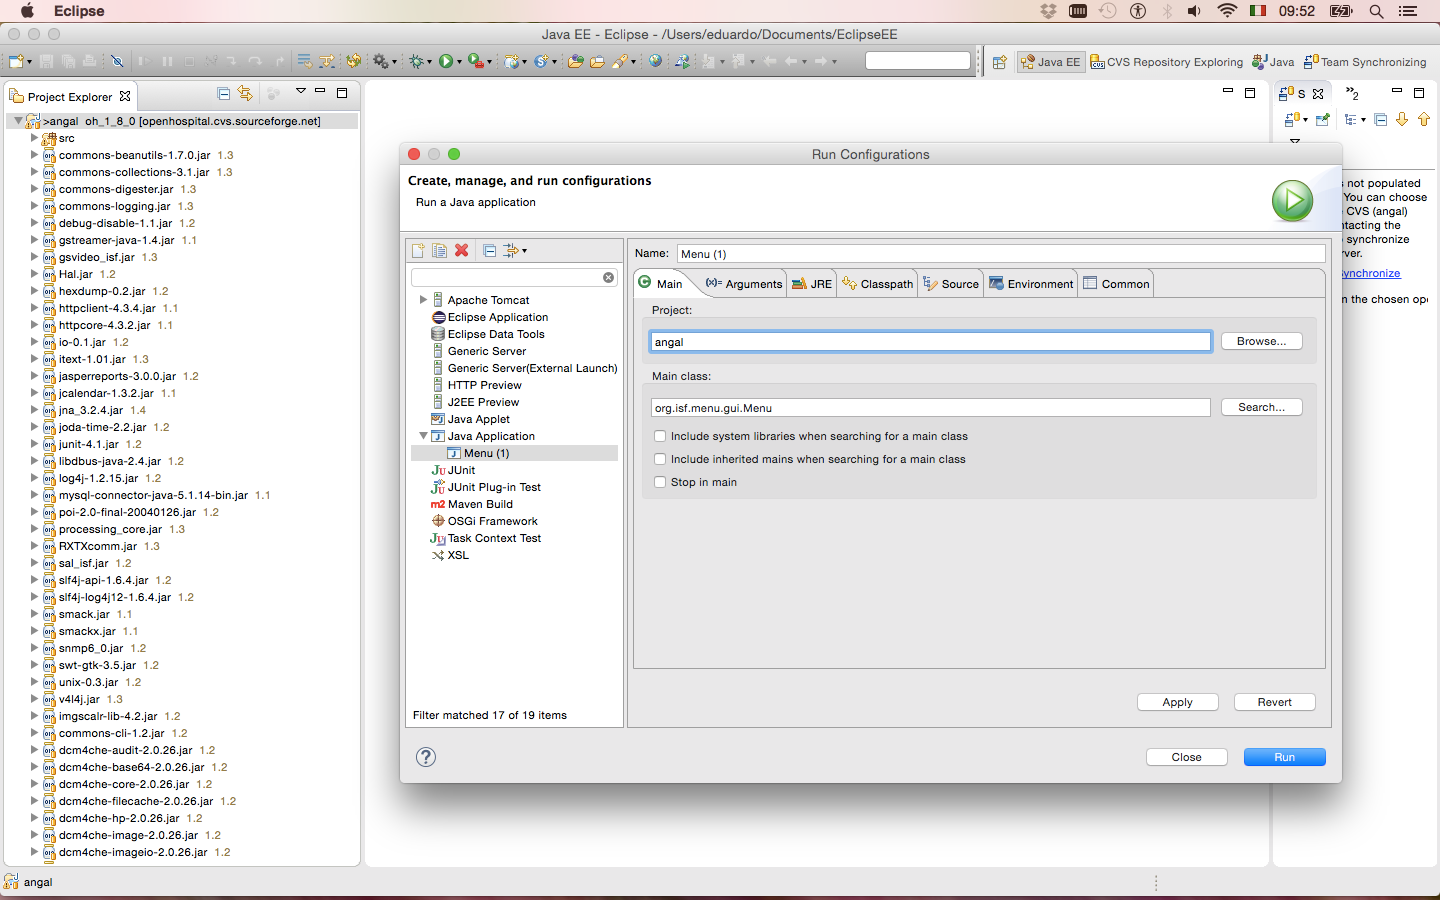 Eclipse
09:52
Java EE - Eclipse - /Users/eduardo/Documents/EclipseEE
Java EE
CVS Repository Exploring
Java
Team Synchronizing
Project Explorer
>angal oh_1_8_0 [openhospital.cvs.sourceforge.net]
src
commons-beanutils-1.7.0.jar 1.3
commons-collections-3.1.jar 1.3
commons-digester.jar 1.3
commons-logging.jar 1.3
debug-disable-1.1.jar 1.2
gstreamer-java-1.4.jar 1.1
gsvideo_isf.jar 1.3
Hal.jar 1.2
hexdump-0.2.jar 1.2
httpclient-4.3.4.jar 1.1
httpcore-4.3.2.jar 1.1
io-0.1.jar 1.2
itext-1.01.jar 1.3
jasperreports-3.0.0.jar 1.2
jcalendar-1.3.2.jar 1.1
jna_3.2.4.jar 1.4
joda-time-2.2.jar 1.2
junit-4.1.jar 1.2
libdbus-java-2.4.jar 1.2
log4j-1.2.15.jar 1.2
mysql-connector-java-5.1.14-bin.jar 1.1
poi-2.0-final-20040126.jar 1.2
processing_core.jar 1.3
RXTXcomm.jar 1.3
sal_isf.jar 1.2
slf4j-api-1.6.4.jar 1.2
slf4j-log4j12-1.6.4.jar 1.2
smack.jar 1.1
smackx.jar 1.1
snmp6_0.jar 1.2
swt-gtk-3.5.jar 1.2
unix-0.3.jar 1.2
v4l4j.jar 1.3
imgscalr-lib-4.2.jar 1.2
commons-cli-1.2.jar 1.2
dcm4che-audit-2.0.26.jar 1.2
dcm4che-base64-2.0.26.jar 1.2
dcm4che-core-2.0.26.jar 1.2
dcm4che-filecache-2.0.26.jar 1.2
dcm4che-hp-2.0.26.jar 1.2
dcm4che-image-2.0.26.jar 1.2
dcm4che-imageio-2.0.26.jar 1.2
angal
Run Configurations
Create, manage, and run configurations
Run a Java application
Apache Tomcat
Eclipse Application
Eclipse Data Tools
Generic Server
Generic Server(External Launch)
HTTP Preview
J2EE Preview
Java Applet
Java Application
Menu (1)
JUnit
JUnit Plug-in Test
Maven Build
OSGi Framework
Task Context Test
XSL
Filter matched 17 of 19 items
Name: Menu (1)
Main
Arguments
JRE
Classpath
Source
Environment
Common
Project:
angal
Browse...
Main class:
org.isf.menu.gui.Menu
Search...
Include system libraries when searching for a main class
Include inherited mains when searching for a main class
Stop in main
Apply
Revert
Close
Run
S
2
s not populated
You can choose
CVS (angal)
ntacting the
synchronize
rver.
ynchronize
m the chosen ope